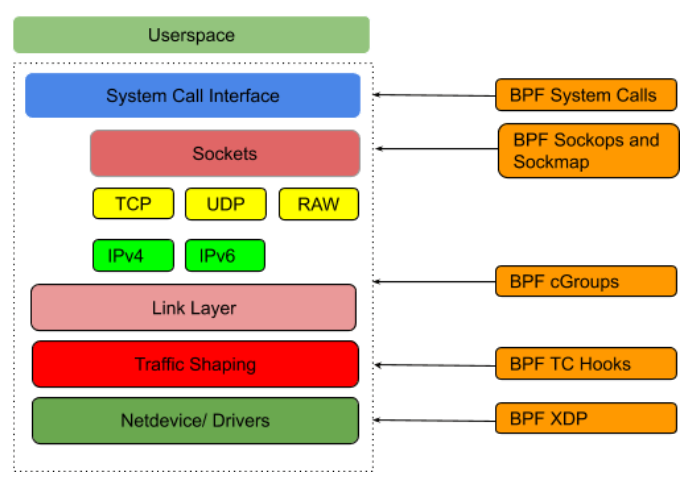 Userspace
System Call Interface
BPF System Calls
Sockets
BPF Sockops and
Sockmap
TCP
UDP
RAW
IPv4
IPv6
BPF cGroups
Link Layer
Traffic Shaping
BPF TC Hooks
Netdevice/ Drivers
BPF XDP